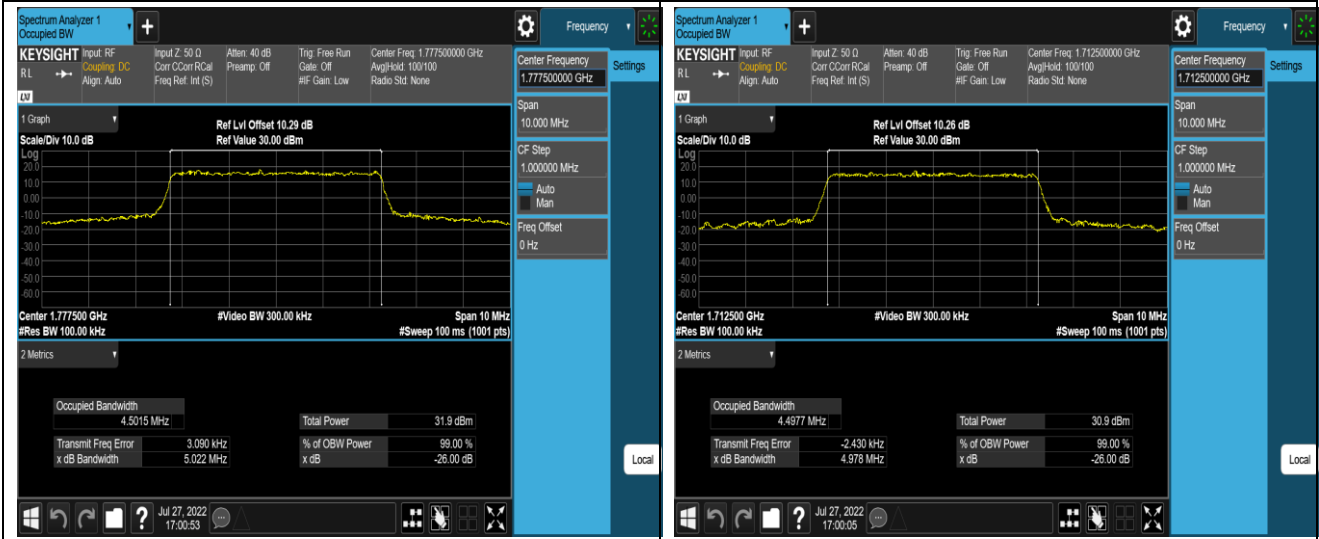 Spectrum Analyzer 1
Occupied BW
Frequency
KEYSIGHT Input: RF Input Z: 50 Ω Atten: 40 dB Trig: Free Run Center Freq: 1.777500000 GHz
RL Coupling: DC Corr CCorr RCal Preamp: Off Gate: Off Avg|Hold: 100/100
Align: Auto Freq Ref: Int (S) #IF Gain: Low Radio Std: None
LXI
Center Frequency
1.777500000 GHz
Settings
Span
10.000 MHz
CF Step
1.000000 MHz
Auto
Man
Freq Offset
0 Hz
Local
1 Graph
Ref Lvl Offset 10.29 dB
Scale/Div 10.0 dB Ref Value 30.00 dBm
Log
20.0
10.0
0.00
-10.0
-20.0
-30.0
-40.0
-50.0
-60.0
Center 1.777500 GHz #Video BW 300.00 kHz Span 10 MHz
#Res BW 100.00 kHz #Sweep 100 ms (1001 pts)
2 Metrics
Occupied Bandwidth
4.5015 MHz Total Power 31.9 dBm
Transmit Freq Error 3.090 kHz % of OBW Power 99.00 %
x dB Bandwidth 5.022 MHz x dB -26.00 dB
Jul 27, 2022
17:00:53
Spectrum Analyzer 1
Occupied BW
Frequency
KEYSIGHT Input: RF Input Z: 50 Ω Atten: 40 dB Trig: Free Run Center Freq: 1.712500000 GHz
RL Coupling: DC Corr CCorr RCal Preamp: Off Gate: Off Avg|Hold: 100/100
Align: Auto Freq Ref: Int (S) #IF Gain: Low Radio Std: None
LXI
Center Frequency
1.712500000 GHz
Settings
Span
10.000 MHz
CF Step
1.000000 MHz
Auto
Man
Freq Offset
0 Hz
Local
1 Graph
Ref Lvl Offset 10.26 dB
Scale/Div 10.0 dB Ref Value 30.00 dBm
Log
20.0
10.0
0.00
-10.0
-20.0
-30.0
-40.0
-50.0
-60.0
Center 1.712500 GHz #Video BW 300.00 kHz Span 10 MHz
#Res BW 100.00 kHz #Sweep 100 ms (1001 pts)
2 Metrics
Occupied Bandwidth
4.4977 MHz Total Power 30.9 dBm
Transmit Freq Error -2.430 kHz % of OBW Power 99.00 %
x dB Bandwidth 4.978 MHz x dB -26.00 dB
Jul 27, 2022
17:00:05